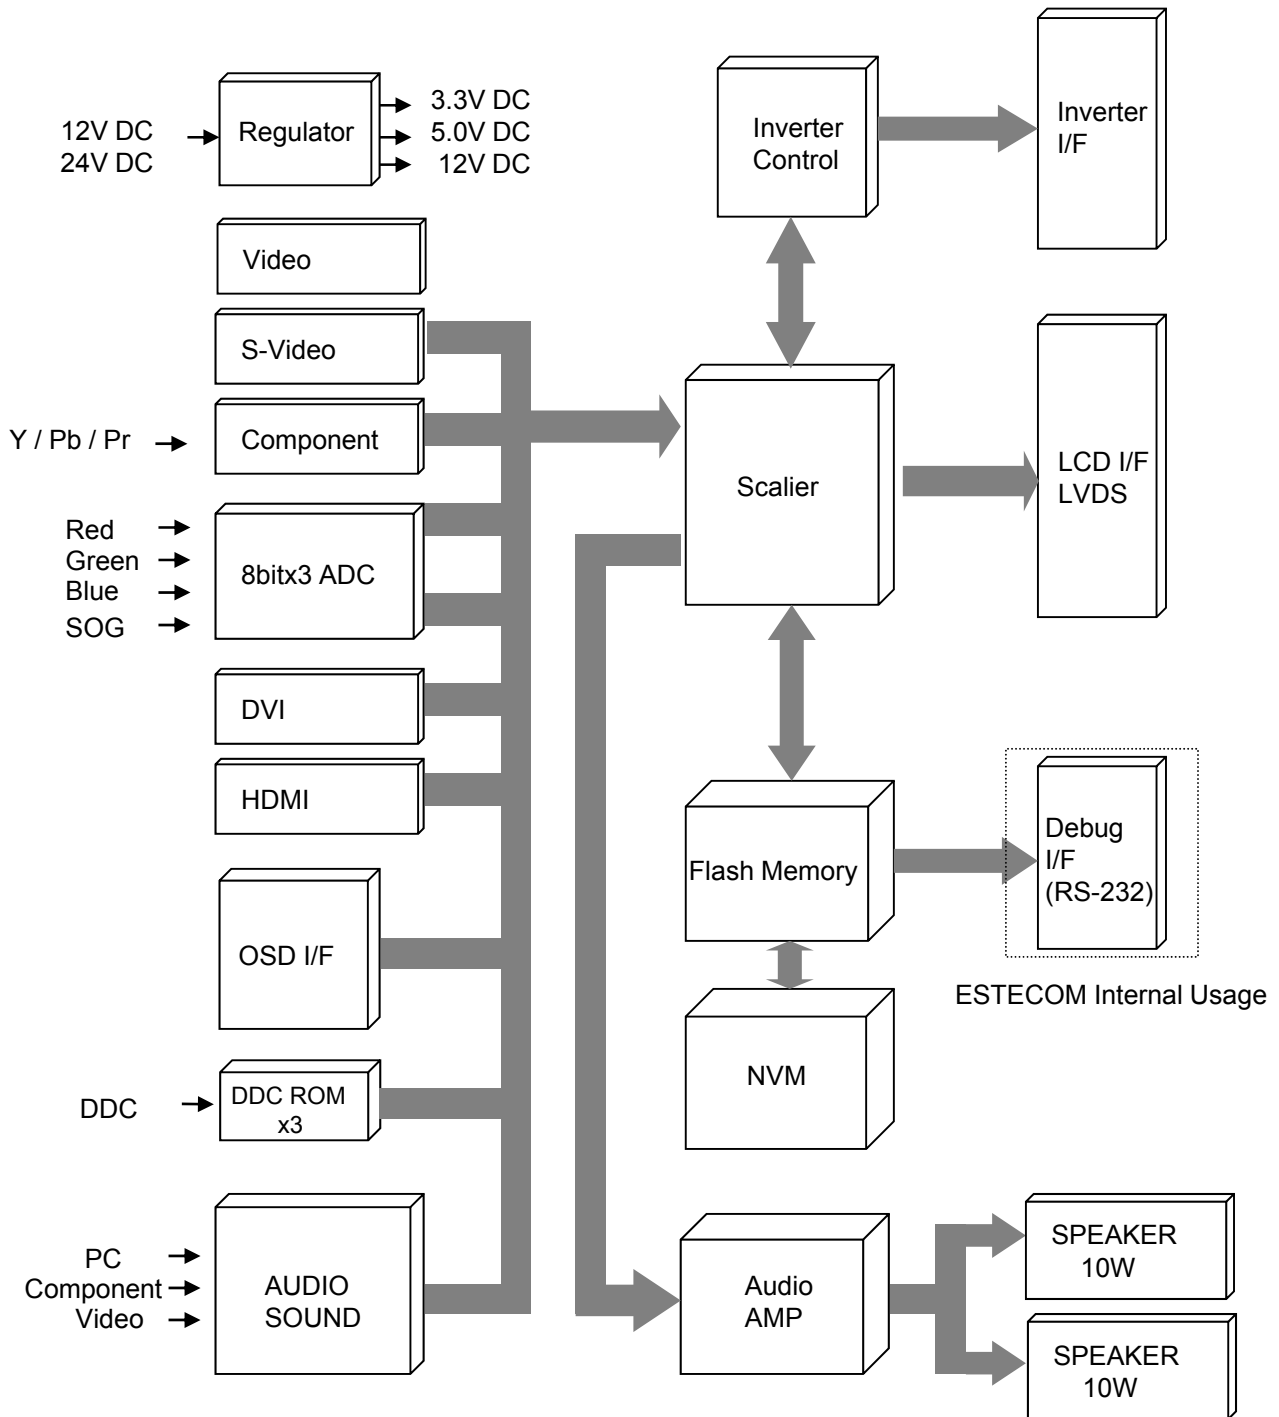 12V DC
24V DC
Regulator
3.3V DC
5.0V DC
12V DC
Video
S-Video
Y / Pb / Pr
Component
Red
Green
Blue
SOG
8bitx3 ADC
DVI
HDMI
OSD I/F
DDC
DDC ROM
x3
PC
Component
Video
AUDIO
SOUND
Inverter
Control
Inverter
I/F
Scalier
LCD I/F
LVDS
Flash Memory
Debug
I/F
(RS-232)
ESTECOM Internal Usage
NVM
Audio
AMP
SPEAKER
10W
SPEAKER
10W